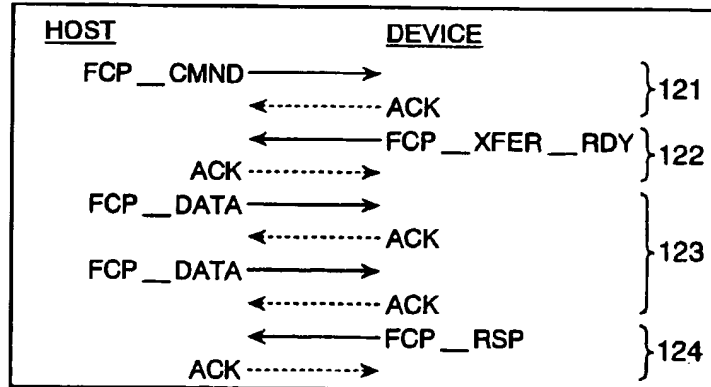 HOST DEVICE
FCP__CMND
ACK 121
FCP__XFER__RDY
ACK 122
FCP__DATA
ACK
FCP__DATA 123
ACK
FCP__RSP
ACK 124